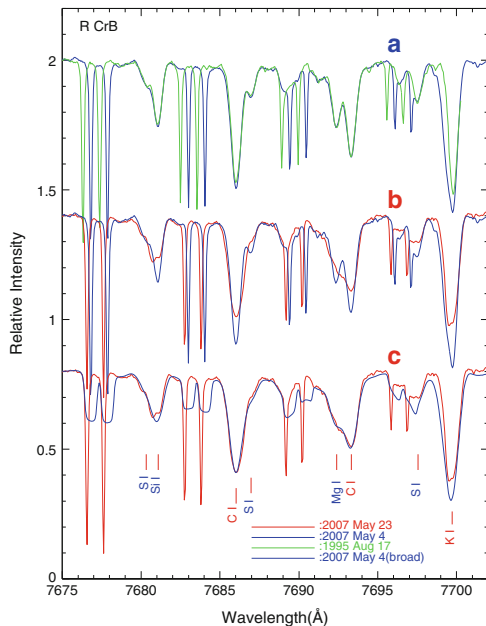 R CrB
a
2
1.5
b
1
c
0.5
0
Relative Intensity
S I
Si I
C I
S I
Mg I
C I
S I
K I
:2007 May 23
:2007 May 4
:1995 Aug 17
:2007 May 4(broad)
7675 7680 7685 7690 7695 7700
Wavelength(Å)